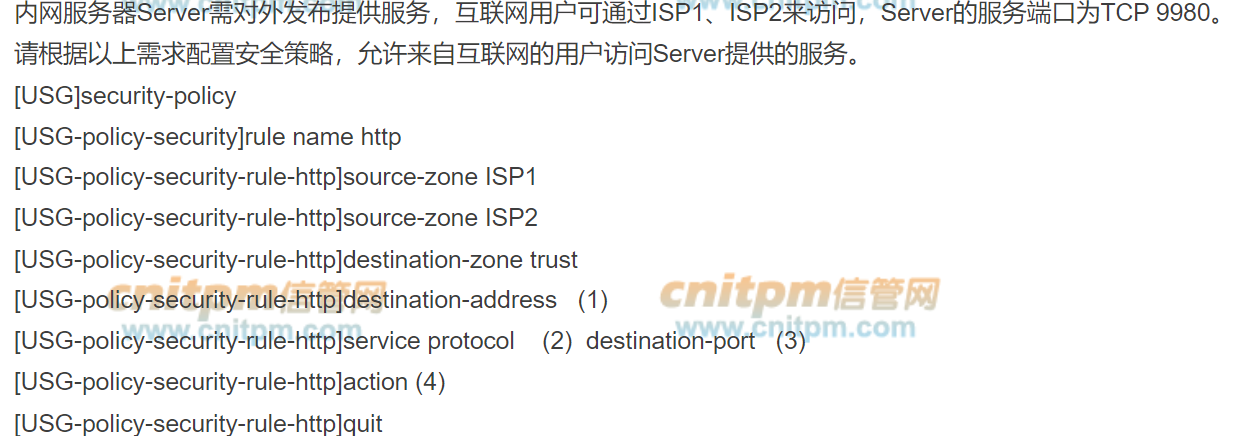 内网服务器Server需对外发布提供服务，互联网用户可通过ISP1、ISP2来访问，Server的服务端口为TCP 9980。
请根据以上需求配置安全策略，允许来自互联网的用户访问Server提供的服务。
[USG]security-policy
[USG-policy-security]rule name http
[USG-policy-security-rule-http]source-zone ISP1
[USG-policy-security-rule-http]source-zone ISP2
[USG-policy-security-rule-http]destination-zone trust
[USG-policy-security-rule-http]destination-address (1)
[USG-policy-security-rule-http]service protocol (2) destination-port (3)
[USG-policy-security-rule-http]action (4)
[USG-policy-security-rule-http]quit
cnitpm信管网
www.cnitpm.com
cnitpm信管网
www.cnitpm.com